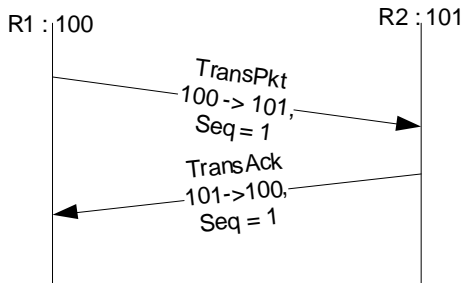 R1 : 100
R2 : 101
TransPkt
100 -> 101,
Seq = 1
TransAck
101->100,
Seq = 1